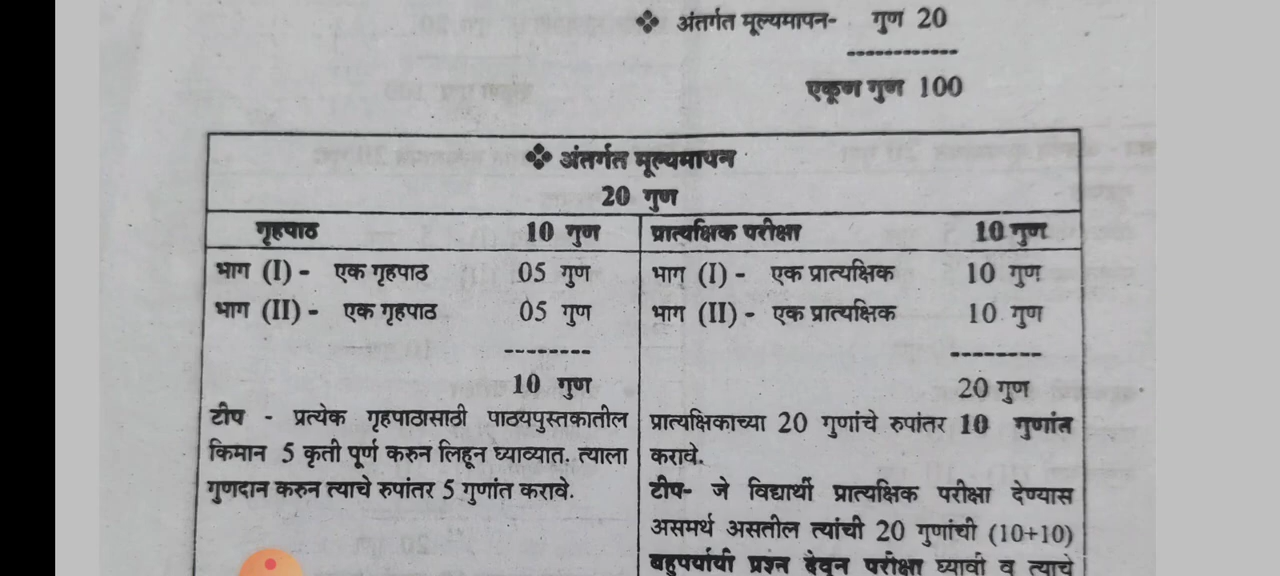 ❖ अंतर्गत मूल्यमापन- गुण 20
------------
एकूण गुण 100
❖ अंतर्गत मूल्यमापन
20 गुण
गृहपाठ 10 गुण
भाग (I) - एक गृहपाठ 05 गुण
भाग (II) - एक गृहपाठ 05 गुण
---------
10 गुण
टीप - प्रत्येक गृहपाठासाठी पाठयपुस्तकातील
किमान 5 कृती पूर्ण करुन लिहून घ्याव्यात. त्याला
गुणदान करुन त्याचे रुपांतर 5 गुणांत करावे.
प्रात्यक्षिक परीक्षा 10 गुण
भाग (I) - एक प्रात्यक्षिक 10 गुण
भाग (II) - एक प्रात्यक्षिक 10 गुण
---------
20 गुण
प्रात्यक्षिकाच्या 20 गुणांचे रुपांतर 10 गुणांत
करावे.
टीप- जे विद्यार्थी प्रात्यक्षिक परीक्षा देण्यास
असमर्थ असतील त्यांची 20 गुणांची (10+10)
बहुपर्यायी प्रश्न देवून परीक्षा घ्यावी व त्याचे